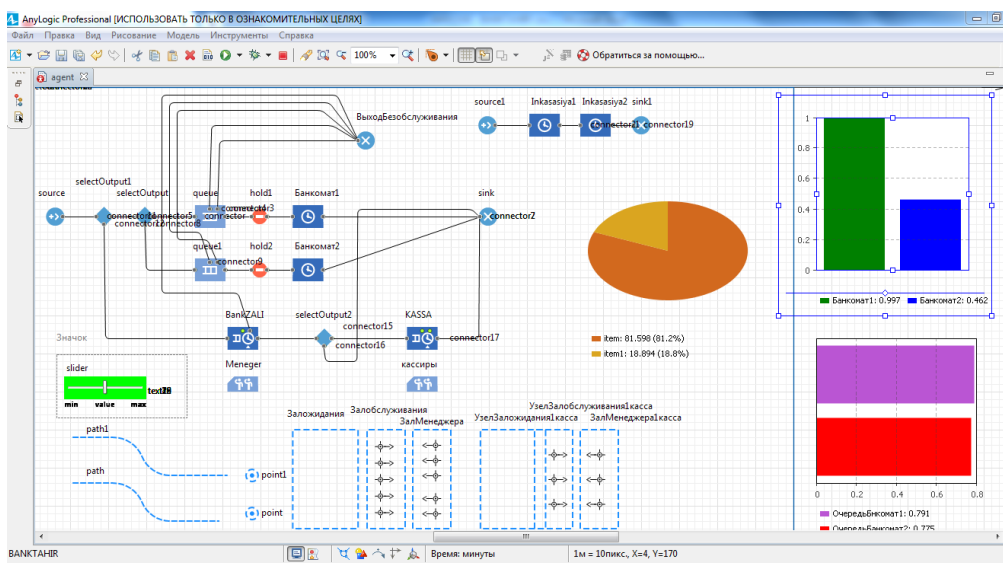 AnyLogic Professional [ИСПОЛЬЗОВАТЬ ТОЛЬКО В ОЗНАКОМИТЕЛЬНЫХ ЦЕЛЯХ]
Файл Правка Вид Рисование Модель Инструменты Справка
100% Обратиться за помощью...
agent
ВыходБезобслуживания
source1 Inkasasiya1 Inkasasiya2 sink1
connector21 connector19
selectOutput1
source selectOutput queue hold1 Банкомат1 sink
connector5 connector connector3 connector2
connector8
queue1 hold2 Банкомат2
connector9
BankZALI selectOutput2 KASSA
connector15
connector16 connector17
Значок
Meneger кассиры
slider
min value max
path1
path
point1
point
Заложидания Залобслуживания
ЗалМенеджера
УзелЗалобслуживания1касса
УзелЗаложидания1касса ЗалМенеджера1касса
item: 81.598 (81.2%)
item1: 18.894 (18.8%)
1
0.8
0.6
0.4
0.2
0
Банкомат1: 0.997 Банкомат2: 0.462
0 0.2 0.4 0.6 0.8
ОчередьБнкомат1: 0.791
ОчередьБанкомат2: 0.775
BANKTAHIR Время: минуты 1м = 10пикс., X=4, Y=170